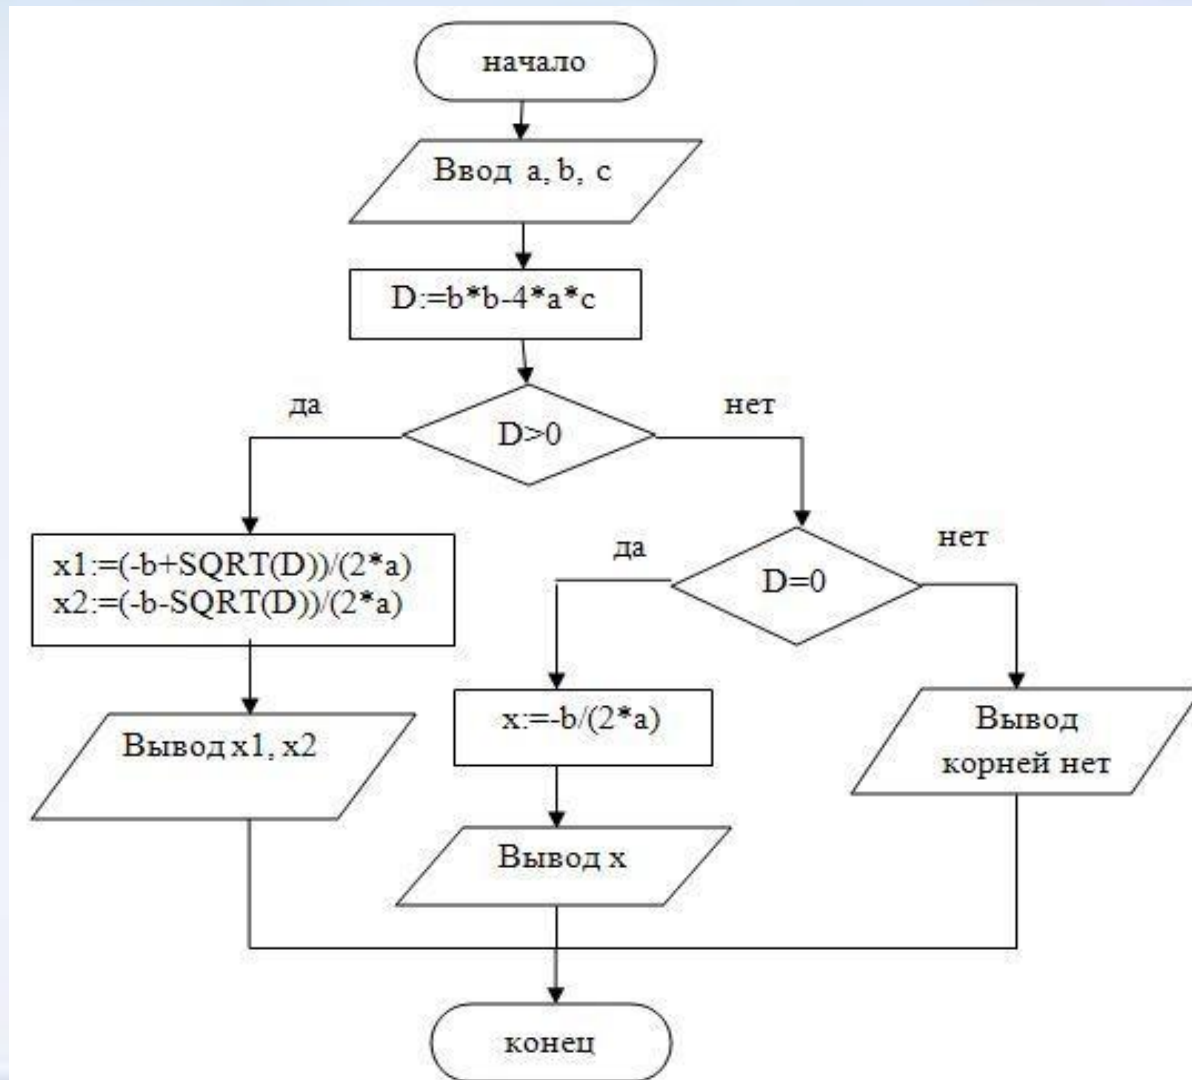 начало
Ввод a, b, c
D:=b*b-4*a*c
да
нет
D>0
x1:=(-b+SQRT(D))/(2*a)
x2:=(-b-SQRT(D))/(2*a)
да
нет
D=0
Вывод x1, x2
x:=-b/(2*a)
Вывод
корней нет
Вывод x
конец